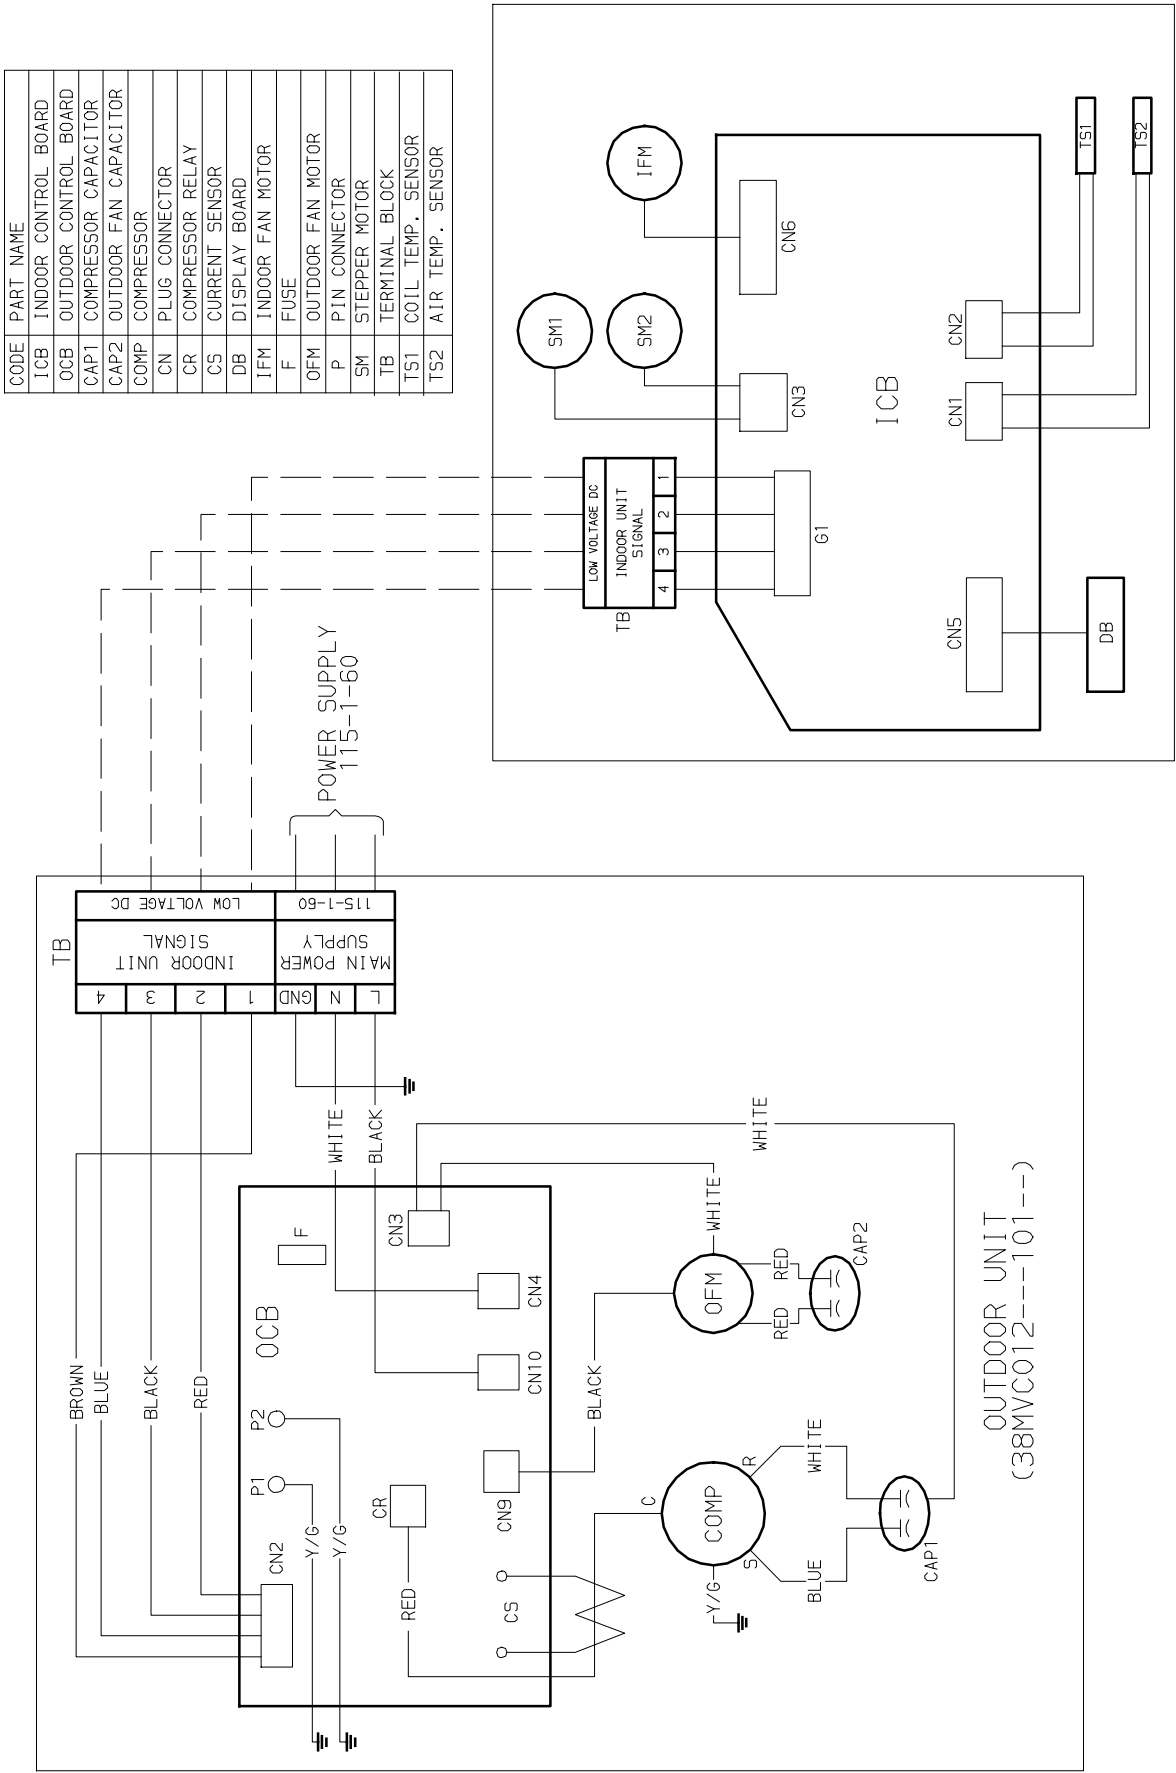 CODE PART NAME
ICB INDOOR CONTROL BOARD
OCB OUTDOOR CONTROL BOARD
CAP1 COMPRESSOR CAPACITOR
CAP2 OUTDOOR FAN CAPACITOR
COMP COMPRESSOR
CN PLUG CONNECTOR
CR COMPRESSOR RELAY
CS CURRENT SENSOR
DB DISPLAY BOARD
IFM INDOOR FAN MOTOR
F FUSE
OFM OUTDOOR FAN MOTOR
P PIN CONNECTOR
SM STEPPER MOTOR
TB TERMINAL BLOCK
TS1 COIL TEMP. SENSOR
TS2 AIR TEMP. SENSOR
TB
LOW VOLTAGE DC
115-1-60
INDOOR UNIT
SIGNAL
MAIN POWER
SUPPLY
4
3
2
1
GND
N
L
POWER SUPPLY
115-1-60
BROWN
BLUE
BLACK
RED
WHITE
BLACK
OCB
F
P1
P2
Y/G
Y/G
CN2
CN3
CN4
CN10
CN9
CR
RED
CS
BLACK
WHITE
WHITE
OFM
RED
RED
CAP2
COMP
C
R
S
Y/G
WHITE
BLUE
CAP1
OUTDOOR UNIT
(38MVC012---101--)
LOW VOLTAGE DC
INDOOR UNIT
SIGNAL
4
3
2
1
TB
SM1
SM2
IFM
G1
CN3
CN6
ICB
CN5
CN1
CN2
DB
TS1
TS2